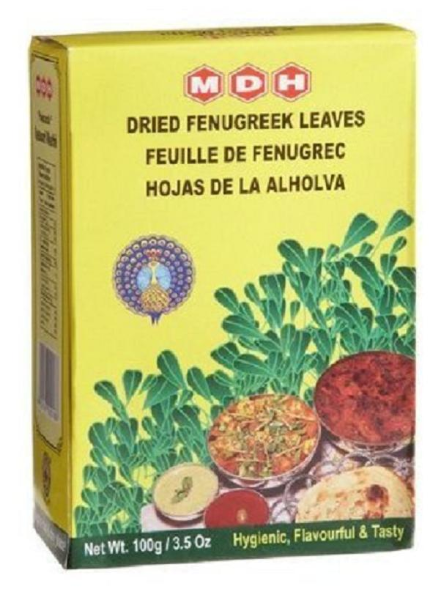 MDH
DRIED FENUGREEK LEAVES
FEUILLE DE FENUGREC
HOJAS DE LA ALHOLVA
Net Wt. 100g / 3.5 Oz
Hygienic, Flavourful & Tasty